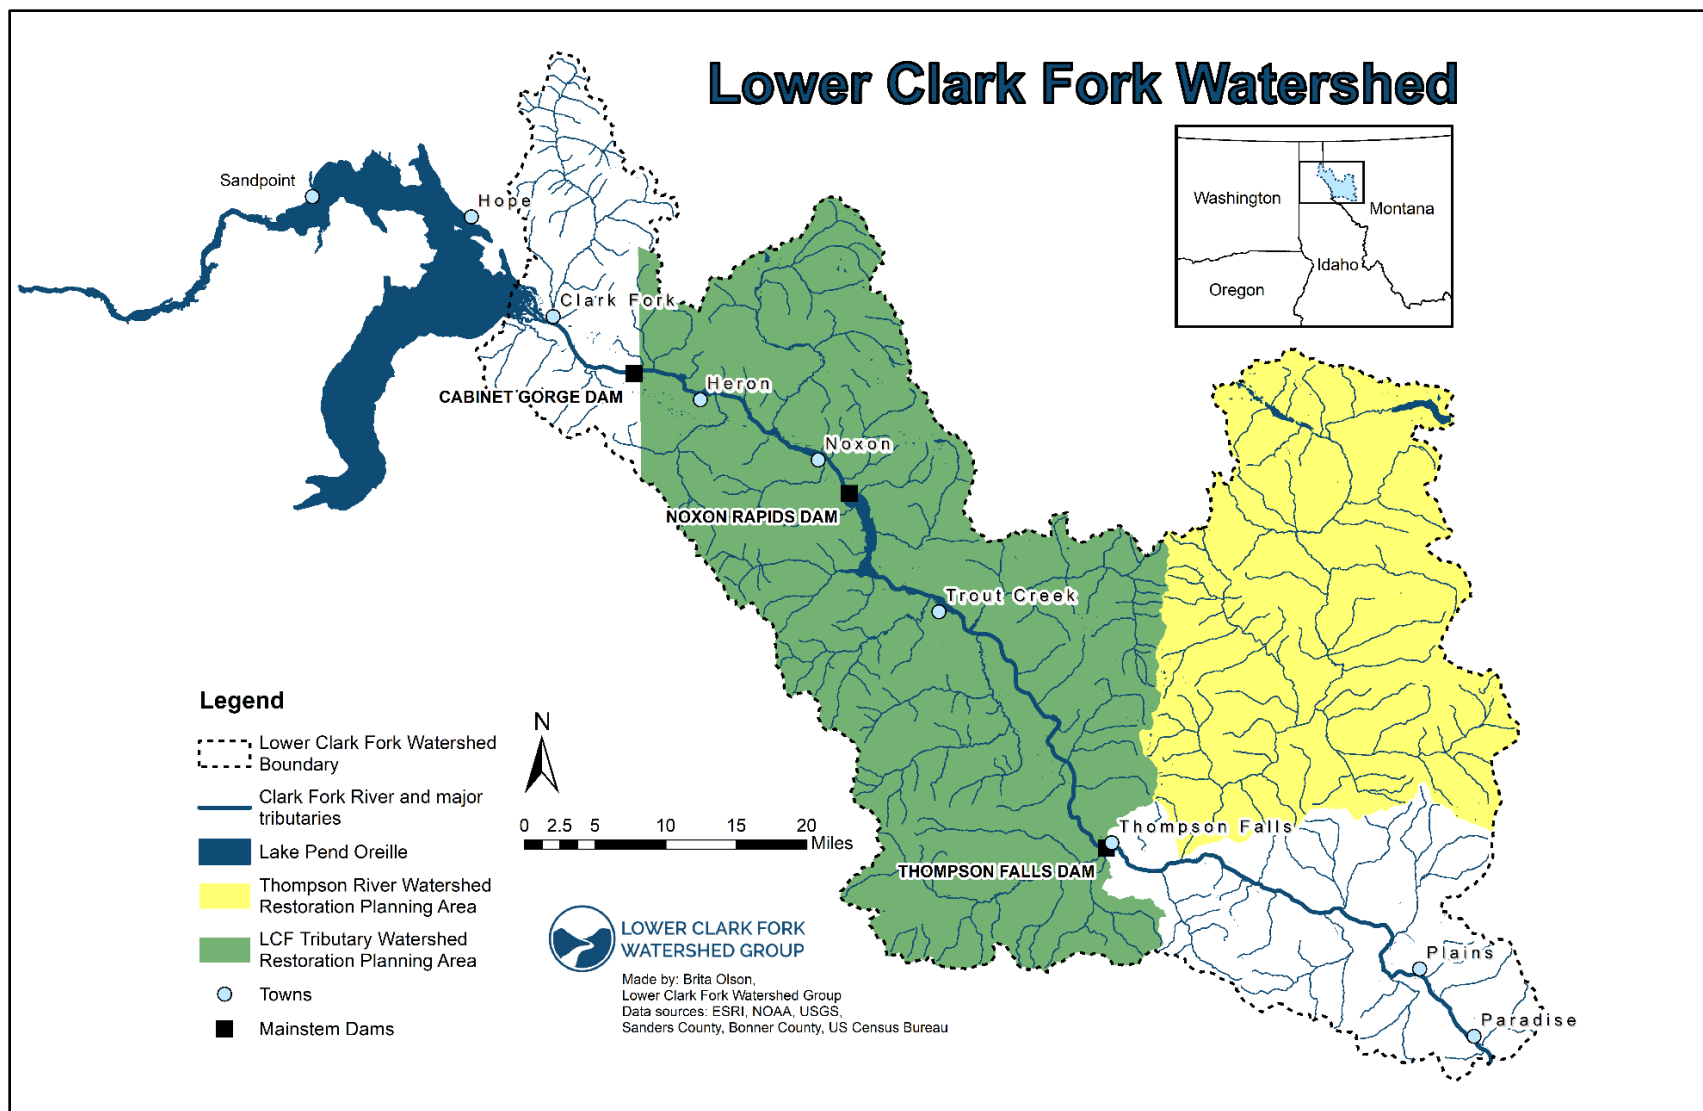 Lower Clark Fork Watershed
Washington
Montana
Idaho
Oregon
Sandpoint
Hope
Clark Fork
CABINET GORGE DAM
Heron
Noxon
NOXON RAPIDS DAM
Trout Creek
Thompson Falls
THOMPSON FALLS DAM
Plains
Paradise
Legend
Lower Clark Fork Watershed
Boundary
Clark Fork River and major
tributaries
Lake Pend Oreille
Thompson River Watershed
Restoration Planning Area
LCF Tributary Watershed
Restoration Planning Area
Towns
Mainstem Dams
N
0 2.5 5 10 15 20
Miles
LOWER CLARK FORK
WATERSHED GROUP
Made by: Brita Olson,
Lower Clark Fork Watershed Group
Data sources: ESRI, NOAA, USGS,
Sanders County, Bonner County, US Census Bureau